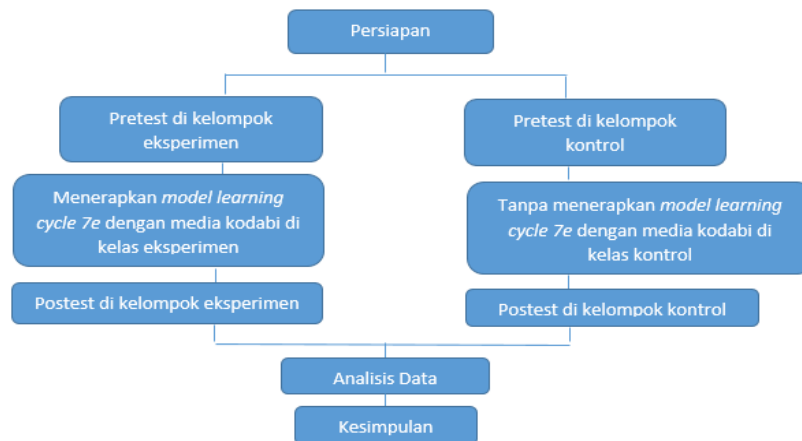 Persiapan
Pretest di kelompok
eksperimen
Pretest di kelompok
kontrol
Menerapkan model learning
cycle 7e dengan media kodabi di
kelas eksperimen
Tanpa menerapkan model learning
cycle 7e dengan media kodabi di
kelas kontrol
Postest di kelompok eksperimen
Postest di kelompok kontrol
Analisis Data
Kesimpulan